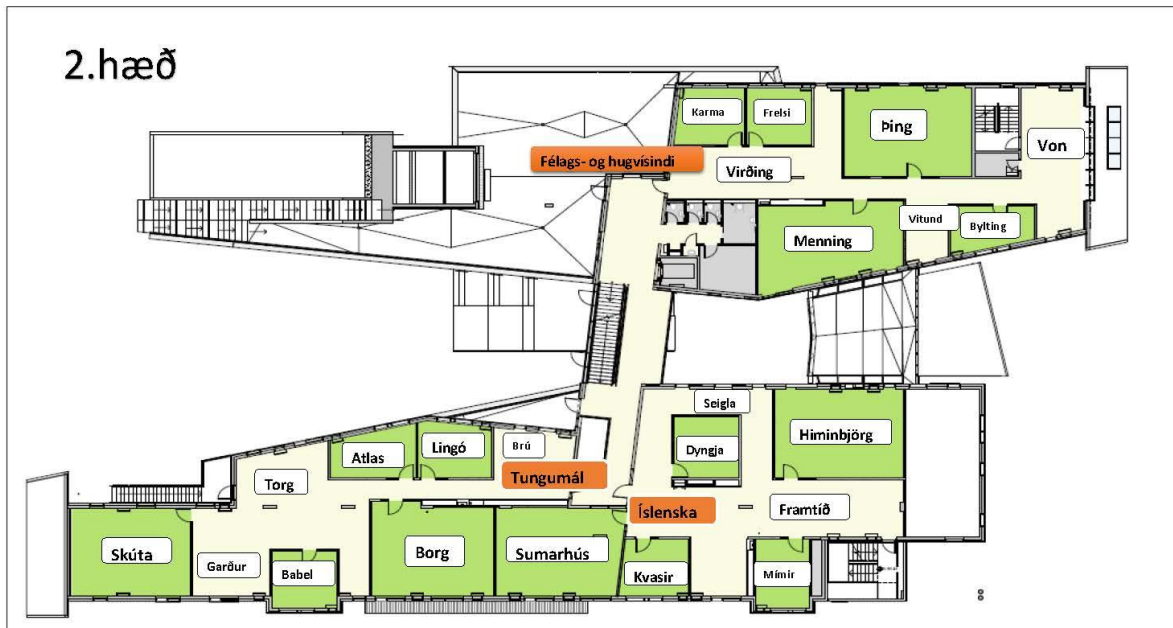 2.hæð
Karma
Frelsi
Þing
Von
Félags- og hugvísindi
Virðing
Menning
Vitund
Bylting
Seigla
Himinbjörg
Dyngja
Brú
Lingó
Atlas
Tungumál
Torg
Íslenska
Framtíð
Skúta
Garður
Babel
Borg
Sumarhús
Kvasir
Mímir